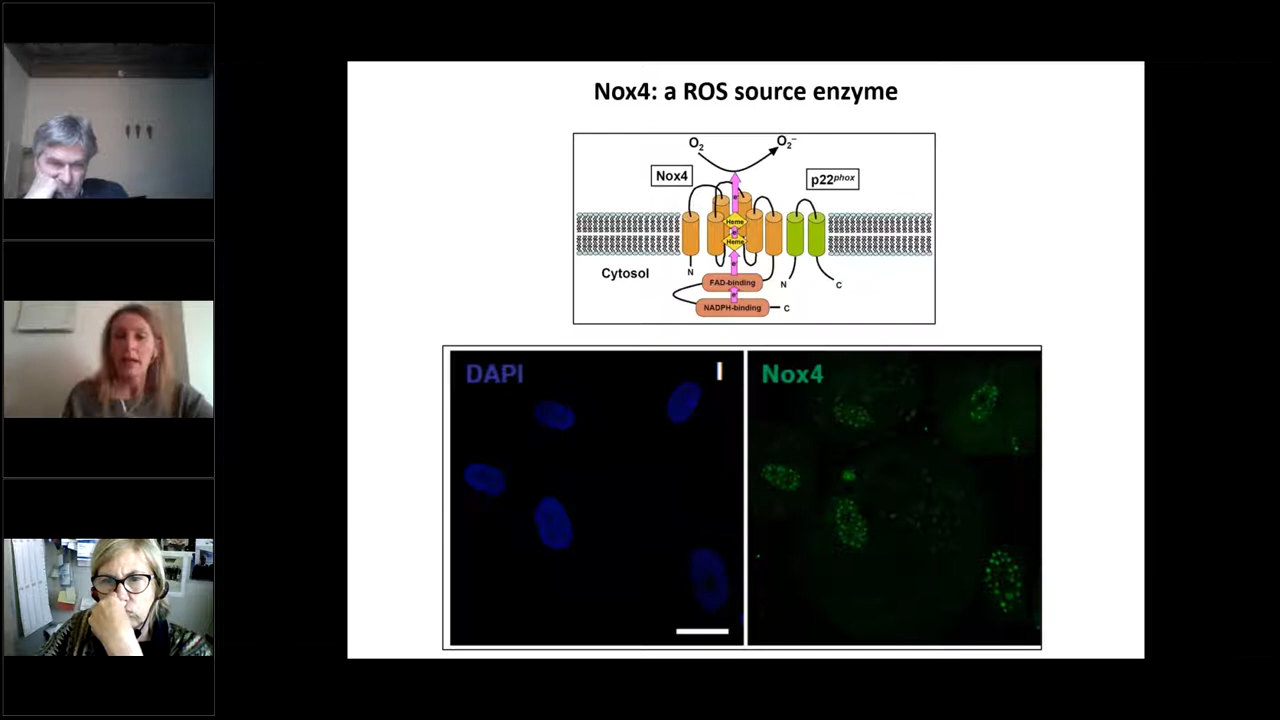 Nox4: a ROS source enzyme
O₂
O₂⁻
Nox4
p22phox
Heme
e⁻
Heme
Cytosol
N
e⁻
FAD-binding
N
C
e⁻
NADPH-binding
C
DAPI
I
Nox4